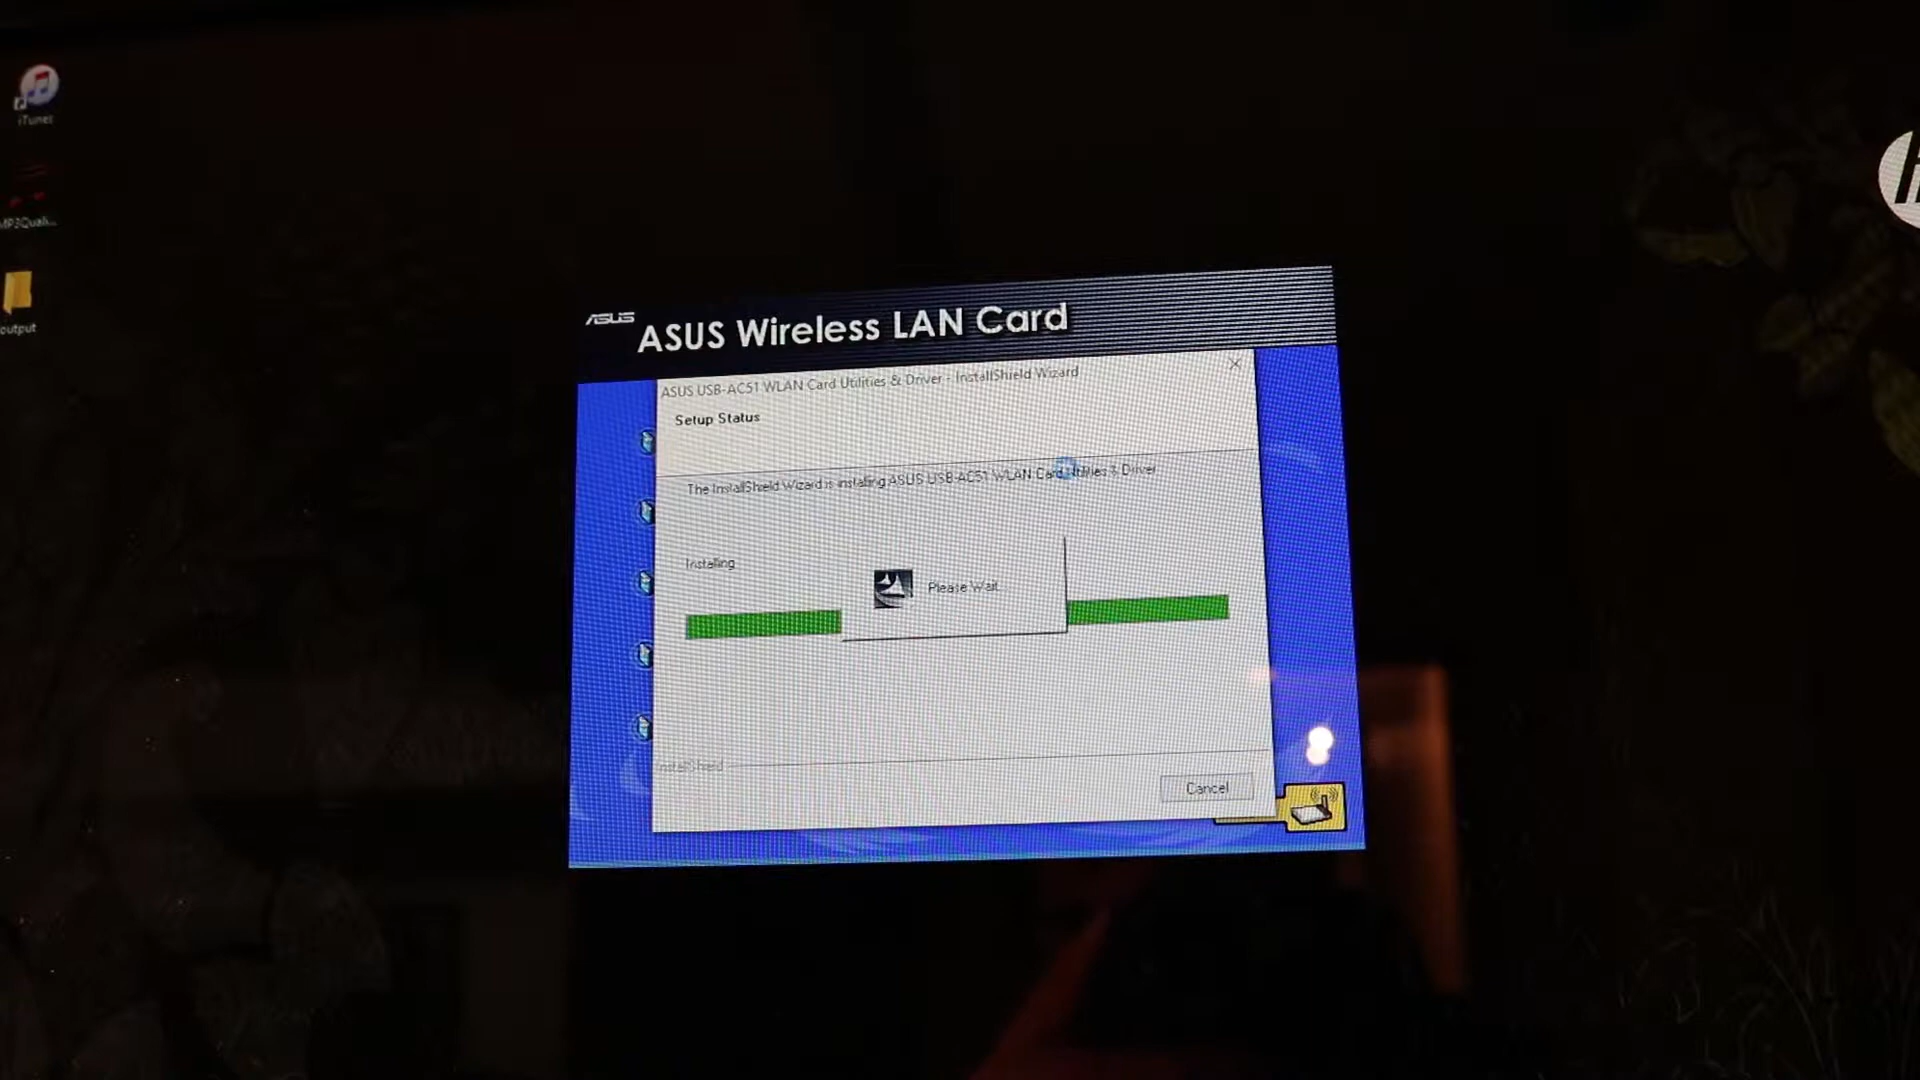 iTunes
MP3Quali...
output
ASUS
ASUS Wireless LAN Card
ASUS USB-AC51 WLAN Card Utilities & Driver - InstallShield Wizard
Setup Status
The InstallShield Wizard is installing ASUS USB-AC51 WLAN Card Utilities & Driver
Installing
Please Wait...
InstallShield
Cancel